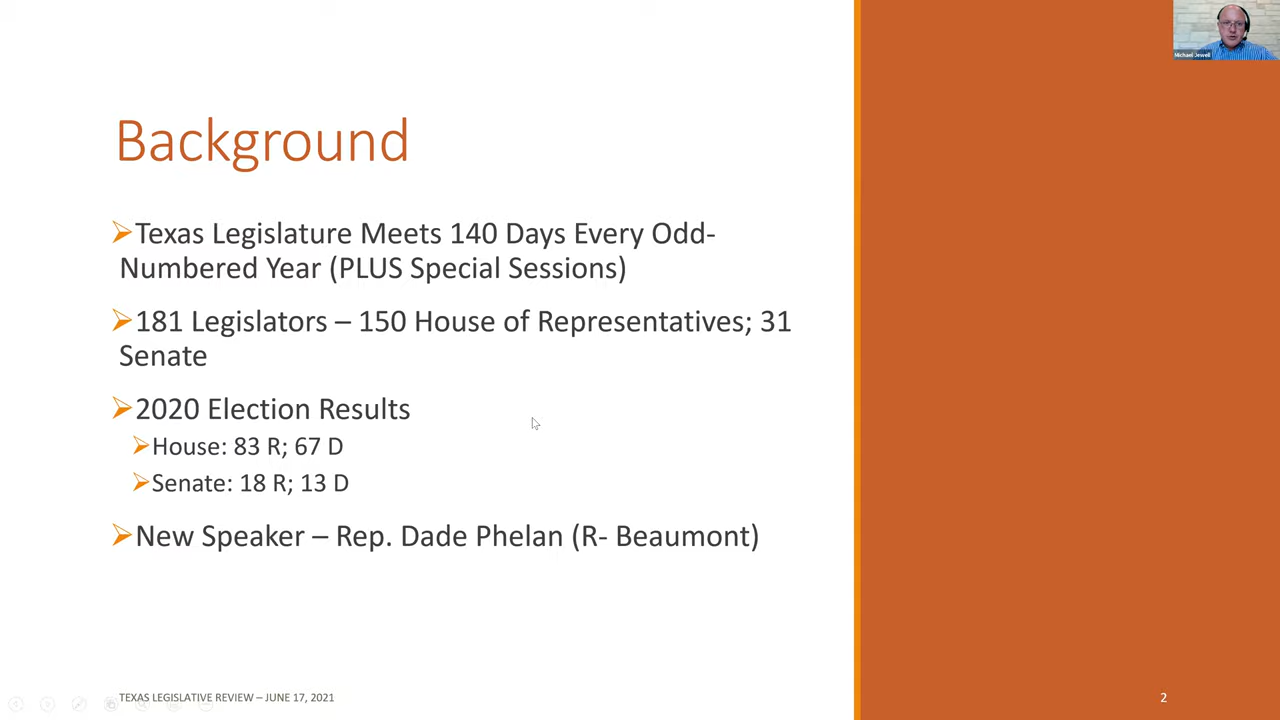 Michael Jewell
Background
Texas Legislature Meets 140 Days Every Odd-
Numbered Year (PLUS Special Sessions)
181 Legislators – 150 House of Representatives; 31
Senate
2020 Election Results
House: 83 R; 67 D
Senate: 18 R; 13 D
New Speaker – Rep. Dade Phelan (R- Beaumont)
TEXAS LEGISLATIVE REVIEW – JUNE 17, 2021
2